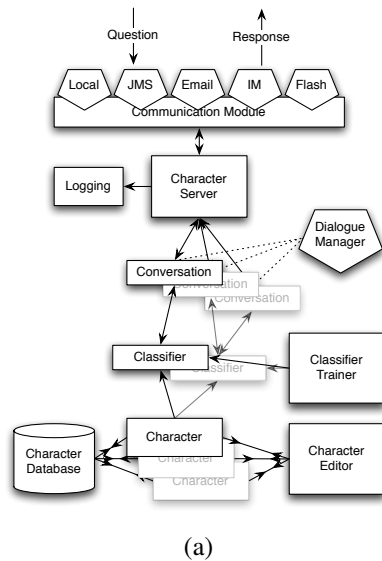 Question
Response
Local
JMS
Email
IM
Flash
Communication Module
Logging
Character
Server
Dialogue
Manager
Conversation
Conversation
Conversation
Classifier
Classifier
Classifier
Trainer
Character
Character
Character
Character
Database
Character
Editor
(a)